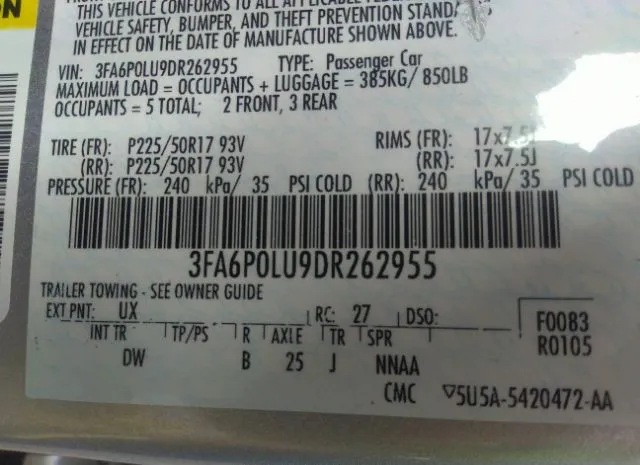 THIS VEHICLE CONFORMS TO ALL APPLICABLE FEDERAL
VEHICLE SAFETY, BUMPER, AND THEFT PREVENTION STANDA
IN EFFECT ON THE DATE OF MANUFACTURE SHOWN ABOVE.
VIN: 3FA6P0LU9DR262955 TYPE: Passenger Car
MAXIMUM LOAD = OCCUPANTS + LUGGAGE = 385KG/ 850LB
OCCUPANTS = 5 TOTAL; 2 FRONT, 3 REAR
TIRE (FR): P225/50R17 93V RIMS (FR): 17x7.5J
(RR): P225/50R17 93V (RR): 17x7.5J
PRESSURE (FR): 240 kPa/ 35 PSI COLD (RR): 240 kPa/ 35 PSI COLD
3FA6P0LU9DR262955
TRAILER TOWING - SEE OWNER GUIDE
EXT PNT: UX RC: 27 DSO: F0083
INT TR TP/PS R AXLE TR SPR R0105
DW B 25 J NNAA
CMC ▽5U5A-5420472-AA